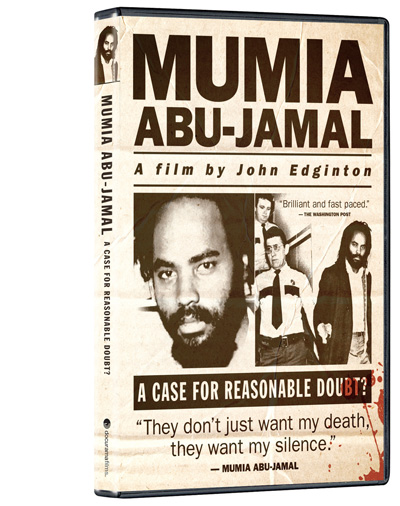 MUMIA
ABU-JAMAL
A film by John Edginton
"Brilliant and fast paced."
— THE WASHINGTON POST
A CASE FOR REASONABLE DOUBT?
"They don't just want my death,
they want my silence."
— MUMIA ABU-JAMAL
MUMIA ABU-JAMAL A CASE FOR REASONABLE DOUBT?
docuramafilms.